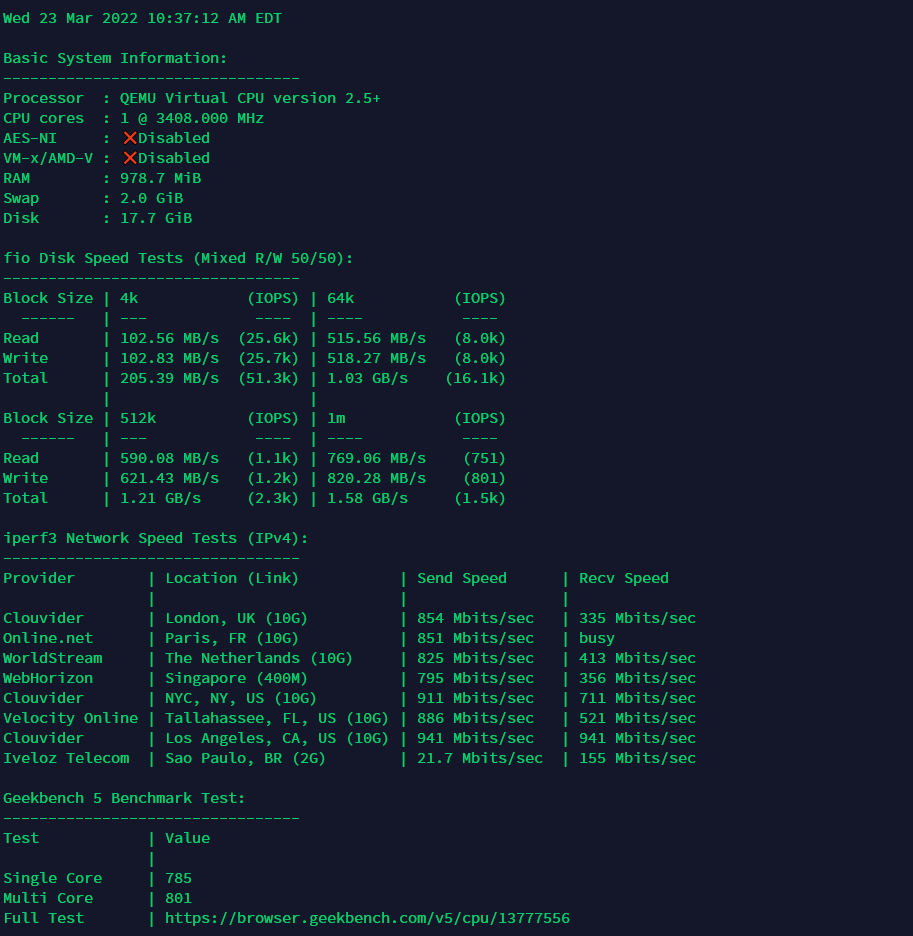 Wed 23 Mar 2022 10:37:12 AM EDT

Basic System Information:
---------------------------------
Processor  : QEMU Virtual CPU version 2.5+
CPU cores  : 1 @ 3408.000 MHz
AES-NI     : ❌Disabled
VM-x/AMD-V : ❌Disabled
RAM        : 978.7 MiB
Swap       : 2.0 GiB
Disk       : 17.7 GiB

fio Disk Speed Tests (Mixed R/W 50/50):
---------------------------------
Block Size | 4k            (IOPS) | 64k           (IOPS)
  ------   | ---            ----  | ----           ----
Read       | 102.56 MB/s  (25.6k) | 515.56 MB/s   (8.0k)
Write      | 102.83 MB/s  (25.7k) | 518.27 MB/s   (8.0k)
Total      | 205.39 MB/s  (51.3k) | 1.03 GB/s    (16.1k)
           |                      |
Block Size | 512k          (IOPS) | 1m            (IOPS)
  ------   | ---            ----  | ----           ----
Read       | 590.08 MB/s   (1.1k) | 769.06 MB/s    (751)
Write      | 621.43 MB/s   (1.2k) | 820.28 MB/s    (801)
Total      | 1.21 GB/s     (2.3k) | 1.58 GB/s     (1.5k)

iperf3 Network Speed Tests (IPv4):
---------------------------------
Provider        | Location (Link)           | Send Speed      | Recv Speed
                |                           |                 |
Clouvider       | London, UK (10G)          | 854 Mbits/sec   | 335 Mbits/sec
Online.net      | Paris, FR (10G)           | 851 Mbits/sec   | busy
WorldStream     | The Netherlands (10G)     | 825 Mbits/sec   | 413 Mbits/sec
WebHorizon      | Singapore (400M)          | 795 Mbits/sec   | 356 Mbits/sec
Clouvider       | NYC, NY, US (10G)         | 911 Mbits/sec   | 711 Mbits/sec
Velocity Online | Tallahassee, FL, US (10G) | 886 Mbits/sec   | 521 Mbits/sec
Clouvider       | Los Angeles, CA, US (10G) | 941 Mbits/sec   | 941 Mbits/sec
Iveloz Telecom  | Sao Paulo, BR (2G)        | 21.7 Mbits/sec  | 155 Mbits/sec

Geekbench 5 Benchmark Test:
---------------------------------
Test            | Value
                |
Single Core     | 785
Multi Core      | 801
Full Test       | https://browser.geekbench.com/v5/cpu/13777556